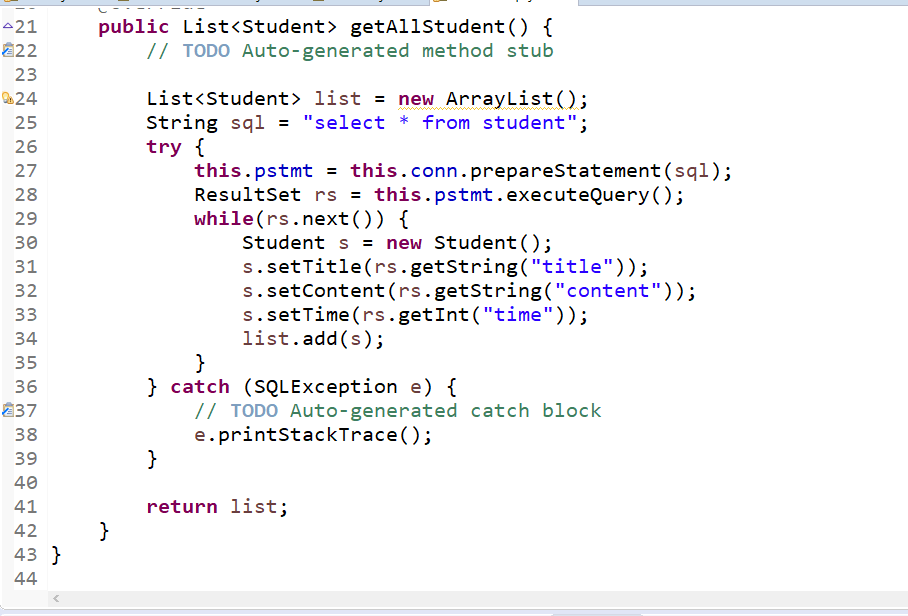 21 public List<Student> getAllStudent() {
22 // TODO Auto-generated method stub
23
24 List<Student> list = new ArrayList();
25 String sql = "select * from student";
26 try {
27 this.pstmt = this.conn.prepareStatement(sql);
28 ResultSet rs = this.pstmt.executeQuery();
29 while(rs.next()) {
30 Student s = new Student();
31 s.setTitle(rs.getString("title"));
32 s.setContent(rs.getString("content"));
33 s.setTime(rs.getInt("time"));
34 list.add(s);
35 }
36 } catch (SQLException e) {
37 // TODO Auto-generated catch block
38 e.printStackTrace();
39 }
40
41 return list;
42 }
43 }
44